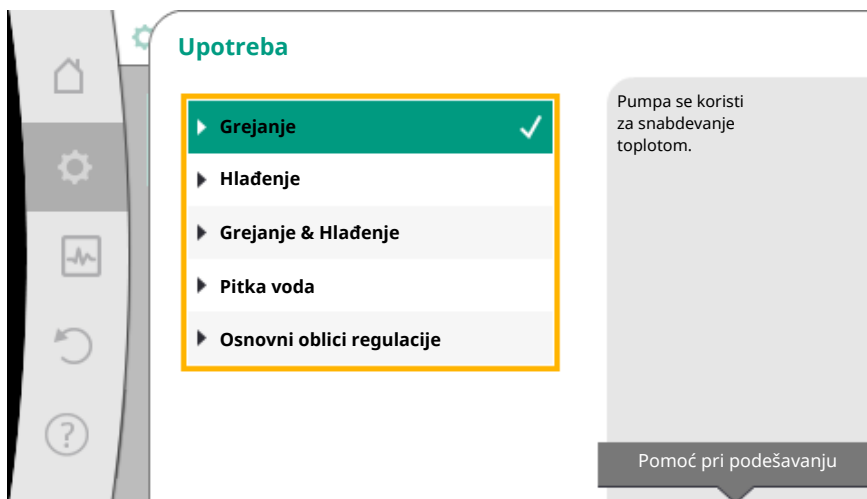 Upotreba
Grejanje
Hlađenje
Grejanje & Hlađenje
Pitka voda
Osnovni oblici regulacije
Pumpa se koristi
za snabdevanje
toplotom.
Pomoć pri podešavanju